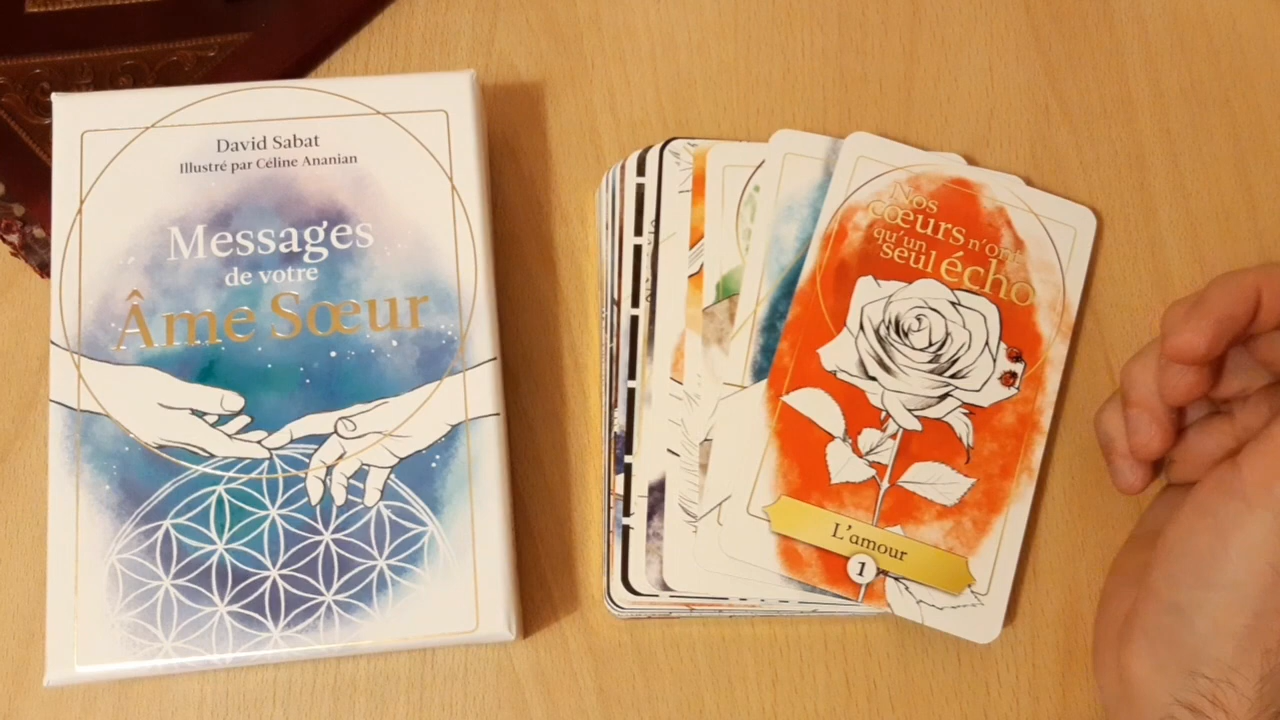 David Sabat
Illustré par Céline Ananian
Messages
de votre
Âme Sœur
Nos
cœurs n'ont
qu'un
seul écho
L'amour
1